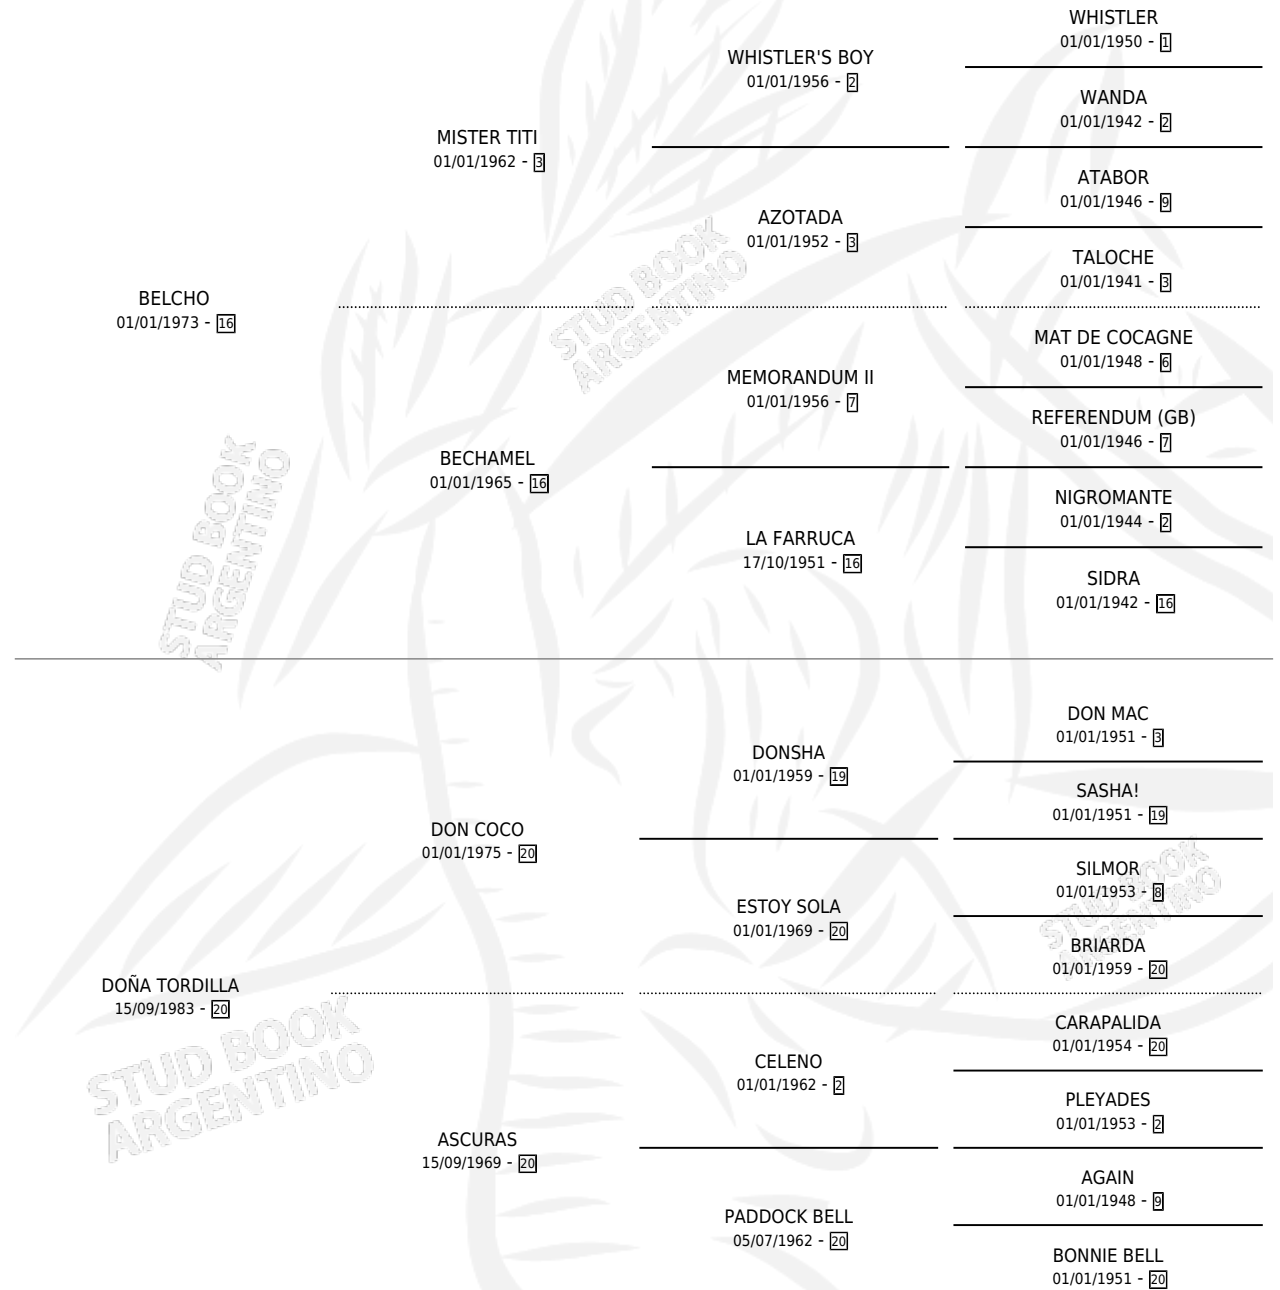 WHISTLER
01/01/1950 - 1
WHISTLER'S BOY
01/01/1956 - 2
WANDA
01/01/1942 - 2
MISTER TITI
01/01/1962 - 3
ATABOR
01/01/1946 - 9
AZOTADA
01/01/1952 - 3
TALOCHE
01/01/1941 - 3
BELCHO
01/01/1973 - 16
STUD BOOK
ARGENTINO
MAT DE COCAGNE
01/01/1948 - 6
MEMORANDUM II
01/01/1956 - 7
REFERENDUM (GB)
01/01/1946 - 7
BECHAMEL
01/01/1965 - 16
NIGROMANTE
01/01/1944 - 2
LA FARRUCA
17/10/1951 - 16
SIDRA
01/01/1942 - 16
STUD BOOK
ARGENTINO
DON MAC
01/01/1951 - 3
DONSHA
01/01/1959 - 19
SASHA!
01/01/1951 - 19
DON COCO
01/01/1975 - 20
SILMOR
01/01/1953 - 8
ESTOY SOLA
01/01/1969 - 20
BRIARDA
01/01/1959 - 20
STUD BOOK
ARGENTINO
DOÑA TORDILLA
15/09/1983 - 20
STUD BOOK
ARGENTINO
CARAPALIDA
01/01/1954 - 20
CELENO
01/01/1962 - 2
PLEYADES
01/01/1953 - 2
ASCURAS
15/09/1969 - 20
AGAIN
01/01/1948 - 9
PADDOCK BELL
05/07/1962 - 20
BONNIE BELL
01/01/1951 - 20